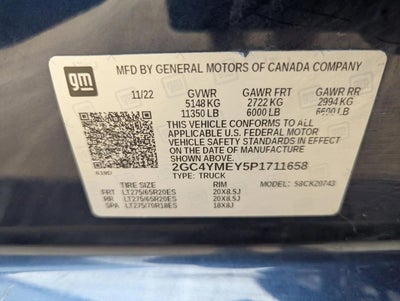 gm
MFD BY GENERAL MOTORS OF CANADA COMPANY
11/22 GVWR GAWR FRT GAWR RR
5148 KG 2722 KG 2994 KG
11350 LB 6000 LB 6600 LB
THIS VEHICLE CONFORMS TO ALL
APPLICABLE U.S. FEDERAL MOTOR
VEHICLE SAFETY STANDARDS IN EFFECT
ON THE DATE OF MANUFACTURE SHOWN ABOVE.
2GC4YMEY5P1711658
TYPE: TRUCK
TIRE SIZE RIM MODEL:
FRT LT275/65R20ES 20X8.5J
RR LT275/65R20ES 20X8.5J
SPA LT275/70R18ES 18X8J